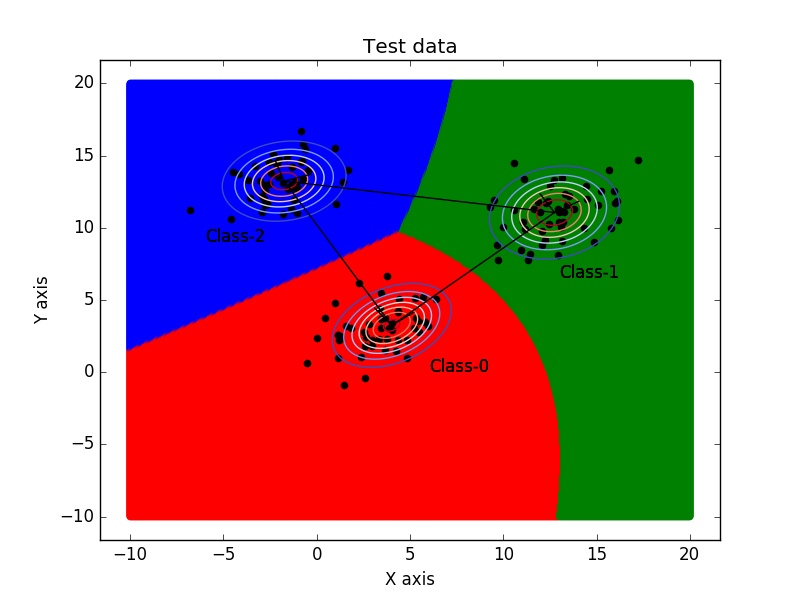 Test data
20
15
10
5
0
−5
−10
Y axis
Class-2
Class-1
Class-0
−10 −5 0 5 10 15 20
X axis